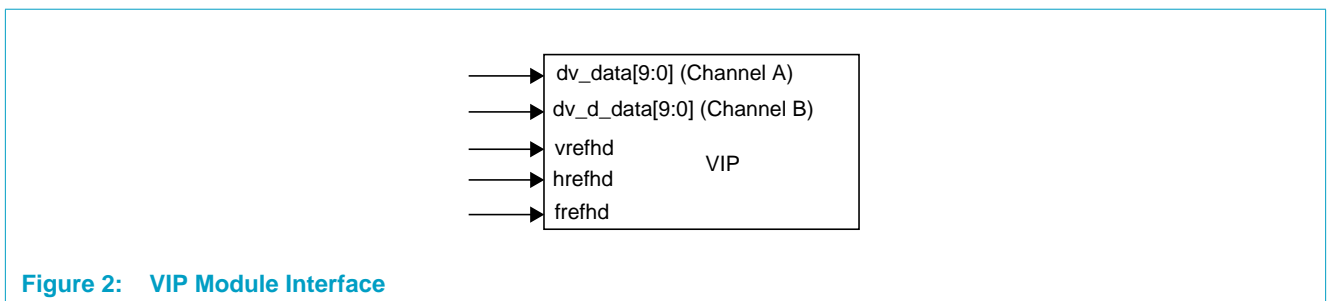 dv_data[9:0] (Channel A)
dv_d_data[9:0] (Channel B)
vrefhd
VIP
hrefhd
frefhd
Figure 2: VIP Module Interface